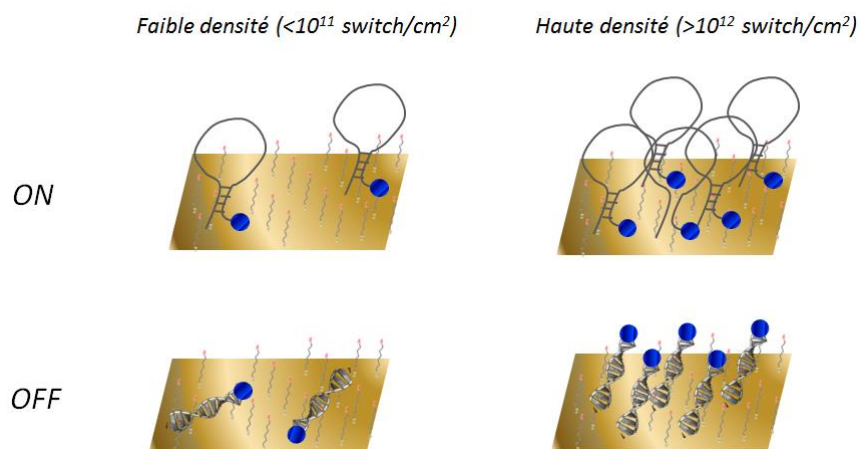 Faible densité (<10¹¹ switch/cm²) Haute densité (>10¹² switch/cm²)
ON
OFF